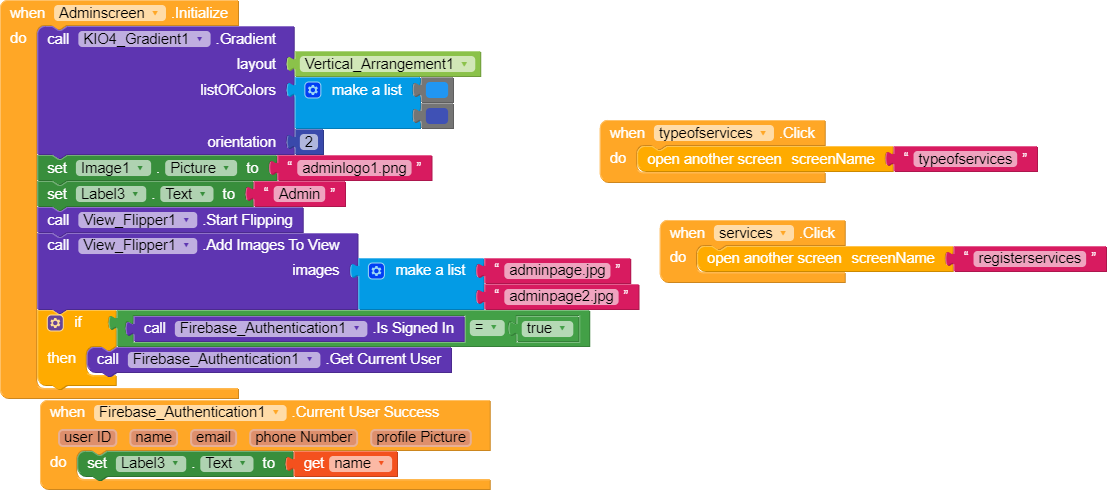 when Adminscreen .Initialize
do call KIO4_Gradient1 .Gradient
layout Vertical_Arrangement1
listOfColors make a list
orientation 2
set Image1 . Picture to “ adminlogo1.png ”
set Label3 . Text to “ Admin ”
call View_Flipper1 .Start Flipping
call View_Flipper1 .Add Images To View
images make a list “ adminpage.jpg ”
“ adminpage2.jpg ”
if call Firebase_Authentication1 .Is Signed In = true
then call Firebase_Authentication1 .Get Current User
when Firebase_Authentication1 .Current User Success
user ID name email phone Number profile Picture
do set Label3 . Text to get name
when typeofservices .Click
do open another screen screenName “ typeofservices ”
when services .Click
do open another screen screenName “ registerservices ”